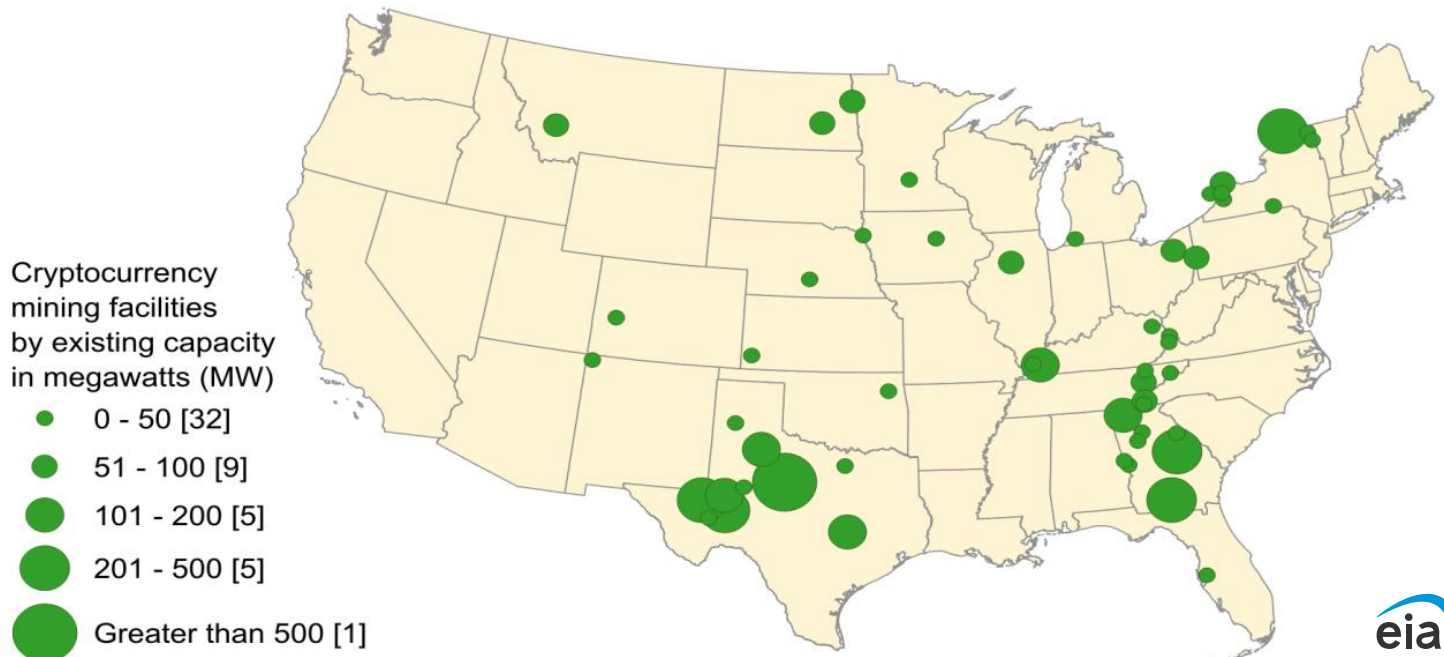 Cryptocurrency
mining facilities
by existing capacity
in megawatts (MW)
0 - 50 [32]
51 - 100 [9]
101 - 200 [5]
201 - 500 [5]
Greater than 500 [1]
eia